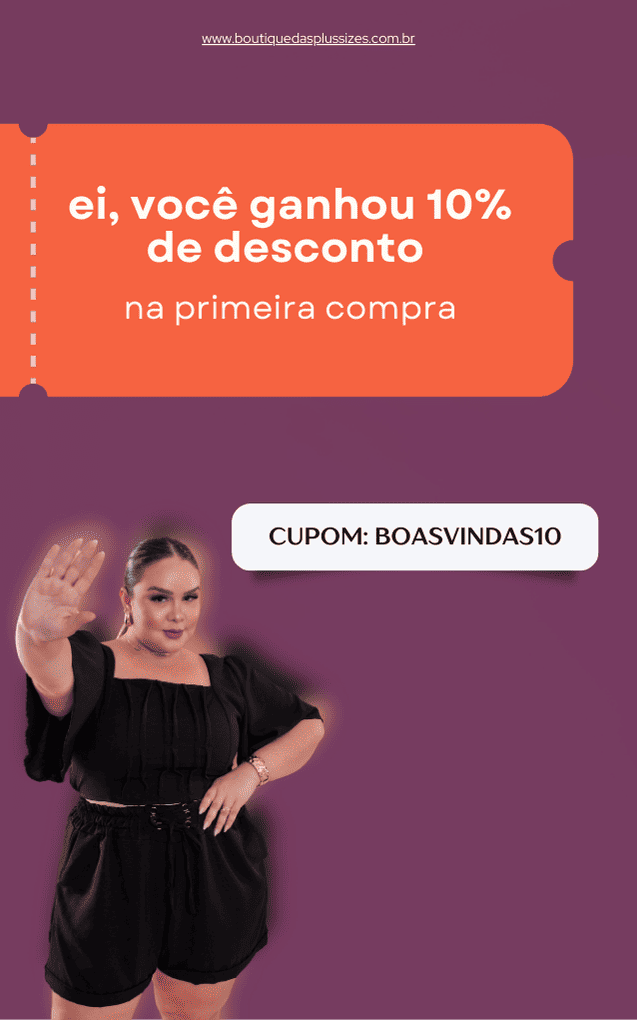 www.boutiquedasplussizes.com.br
ei, você ganhou 10%
de desconto
na primeira compra
CUPOM: BOASVINDAS10